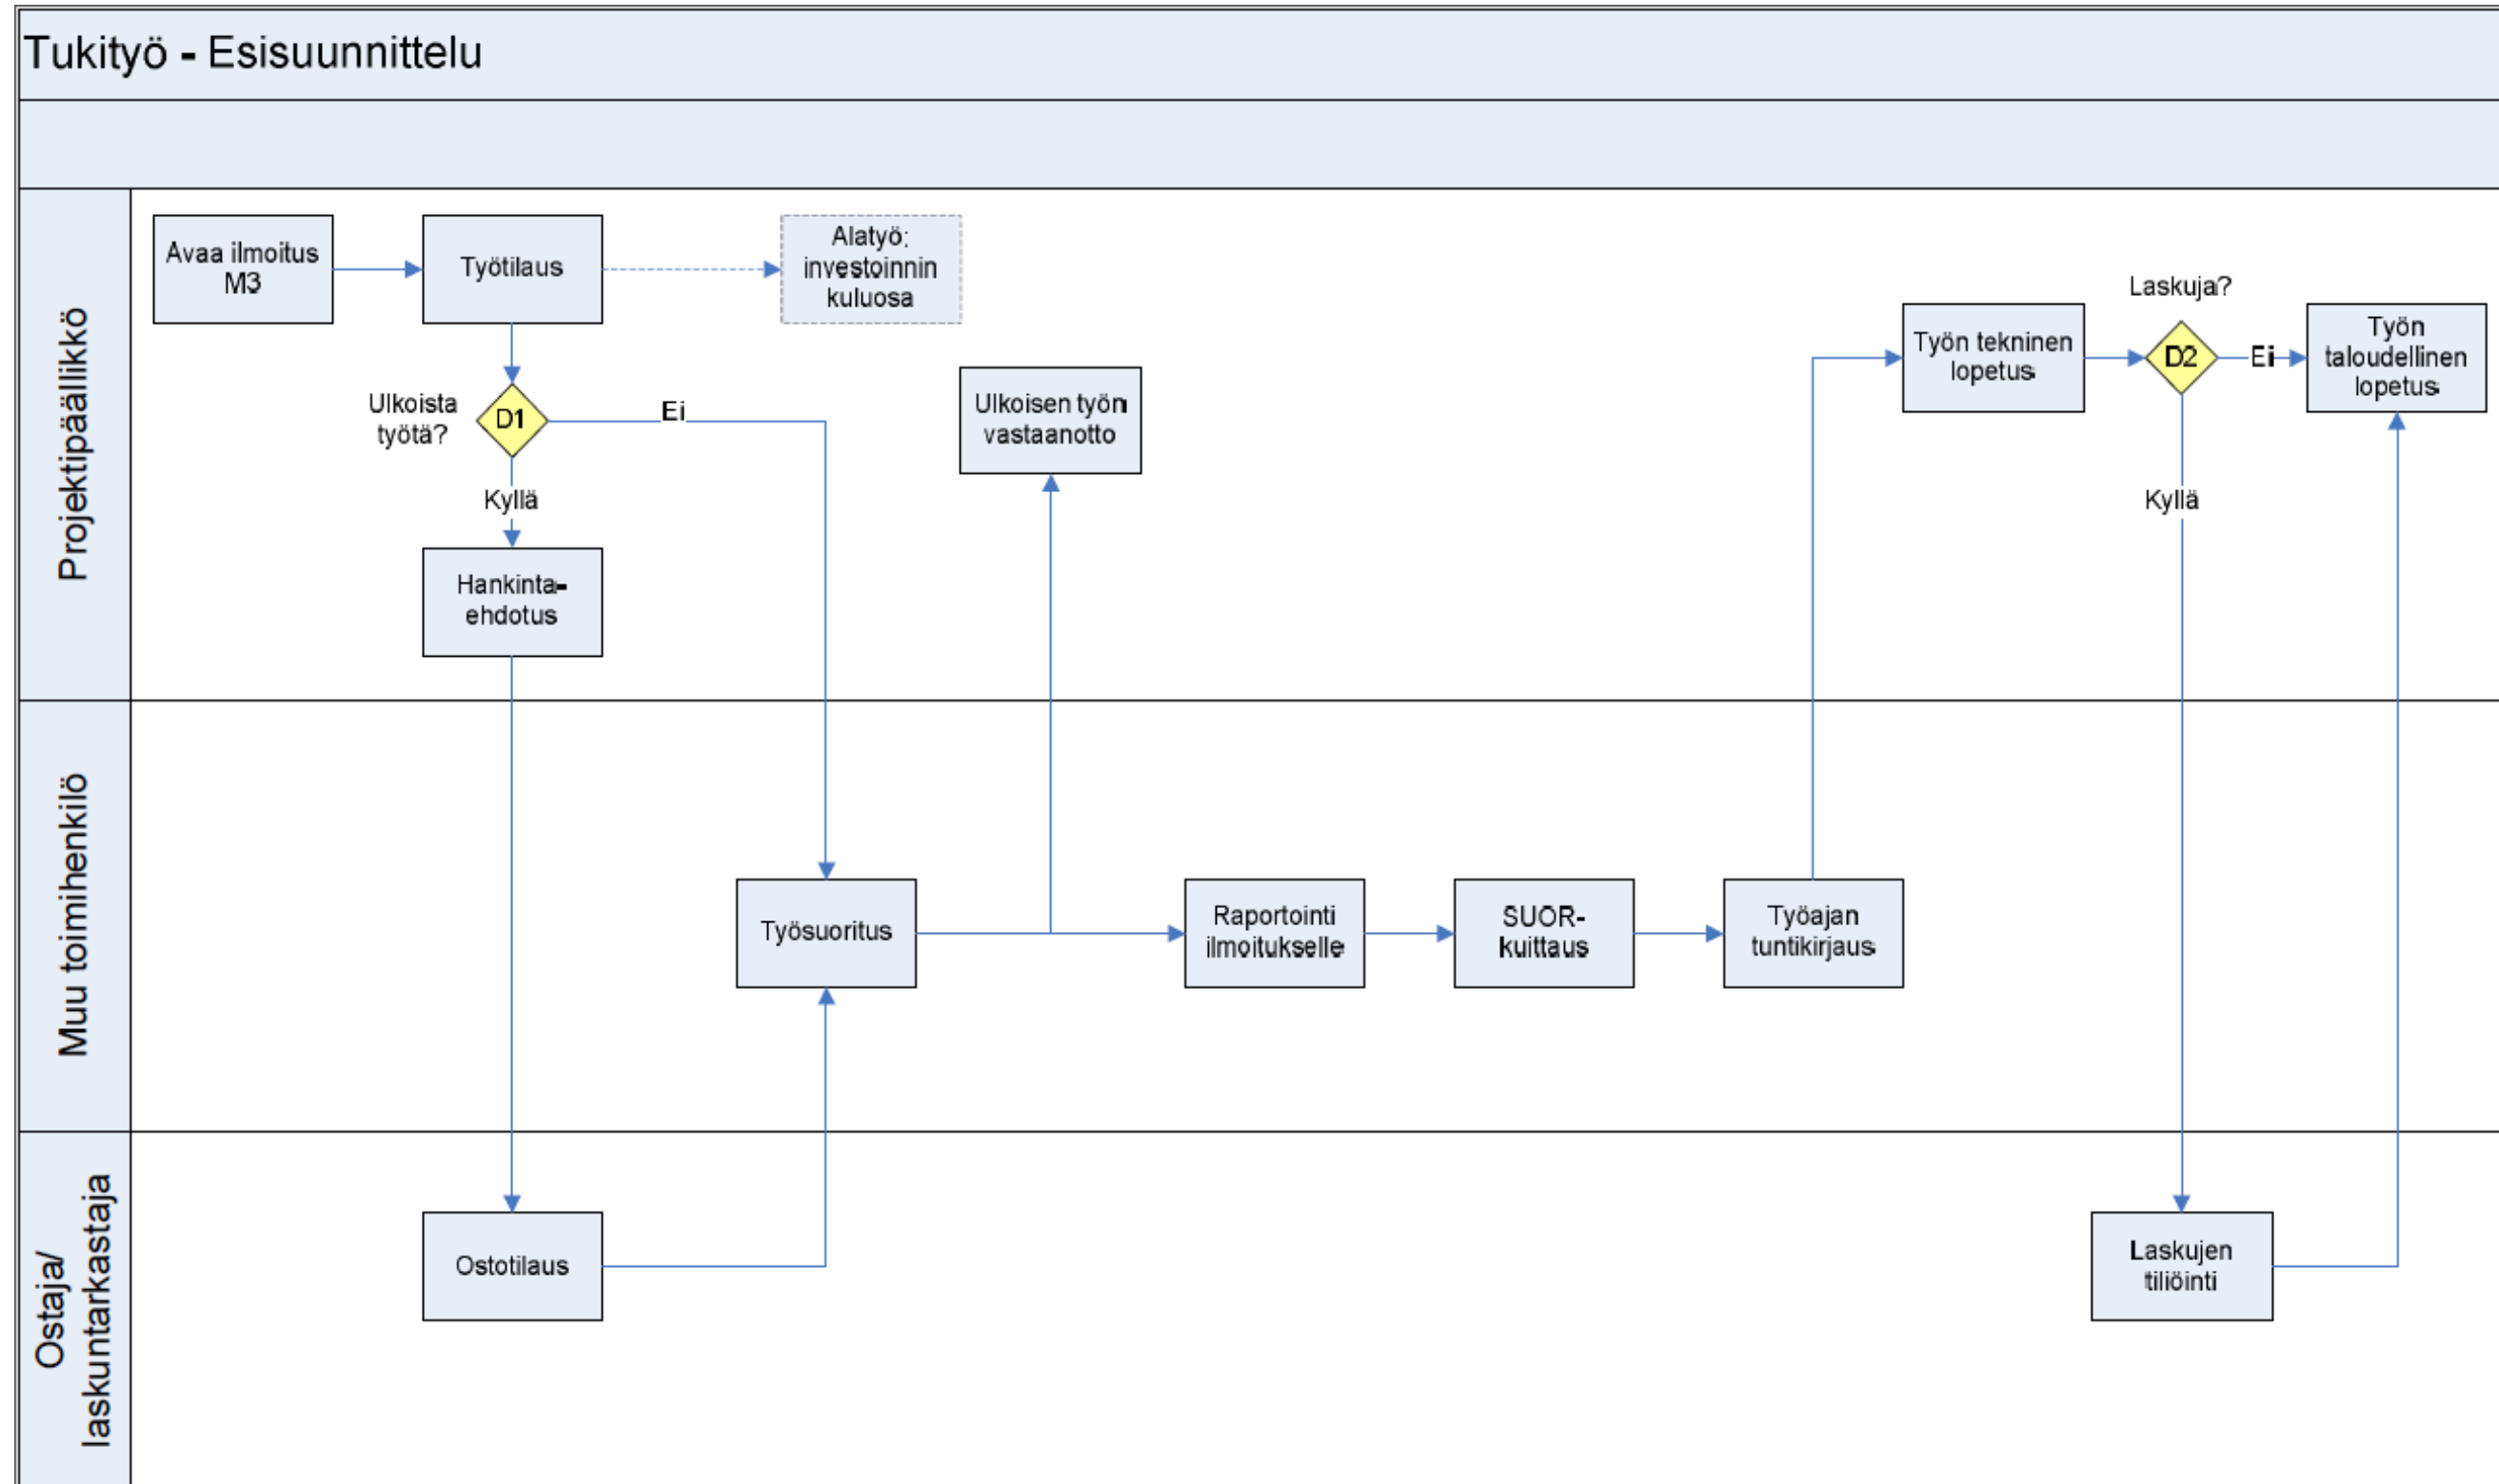 Tukityö - Esisuunnittelu
Projektipäällikkö
Avaa ilmoitus
M3
Työtilaus
Alatyö:
investoinnin
kuluosa
Ulkoista
työtä?
D1
Ei
Kyllä
Hankinta-
ehdotus
Ulkoisen työn
vastaanotto
Työn tekninen
lopetus
Laskuja?
D2
Ei
Kyllä
Työn
taloudellinen
lopetus
Muu toimihenkilö
Työsuoritus
Raportointi
ilmoitukselle
SUOR-
kuittaus
Työajan
tuntikirjaus
Ostaja/
laskuntarkastaja
Ostotilaus
Laskujen
tiliöinti